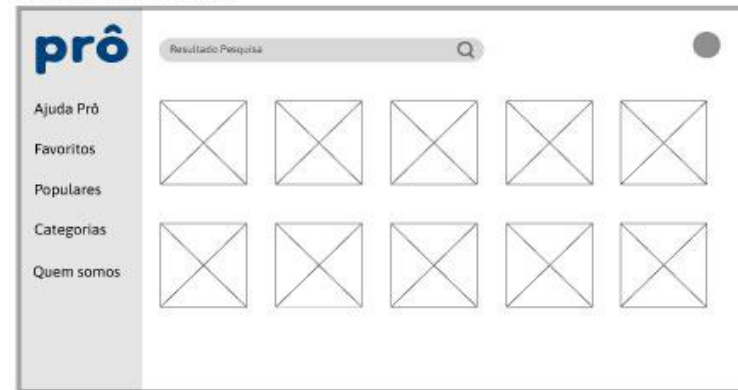 prô
Resultado Pesquisa
Ajuda Prô
Favoritos
Populares
Categorias
Quem somos